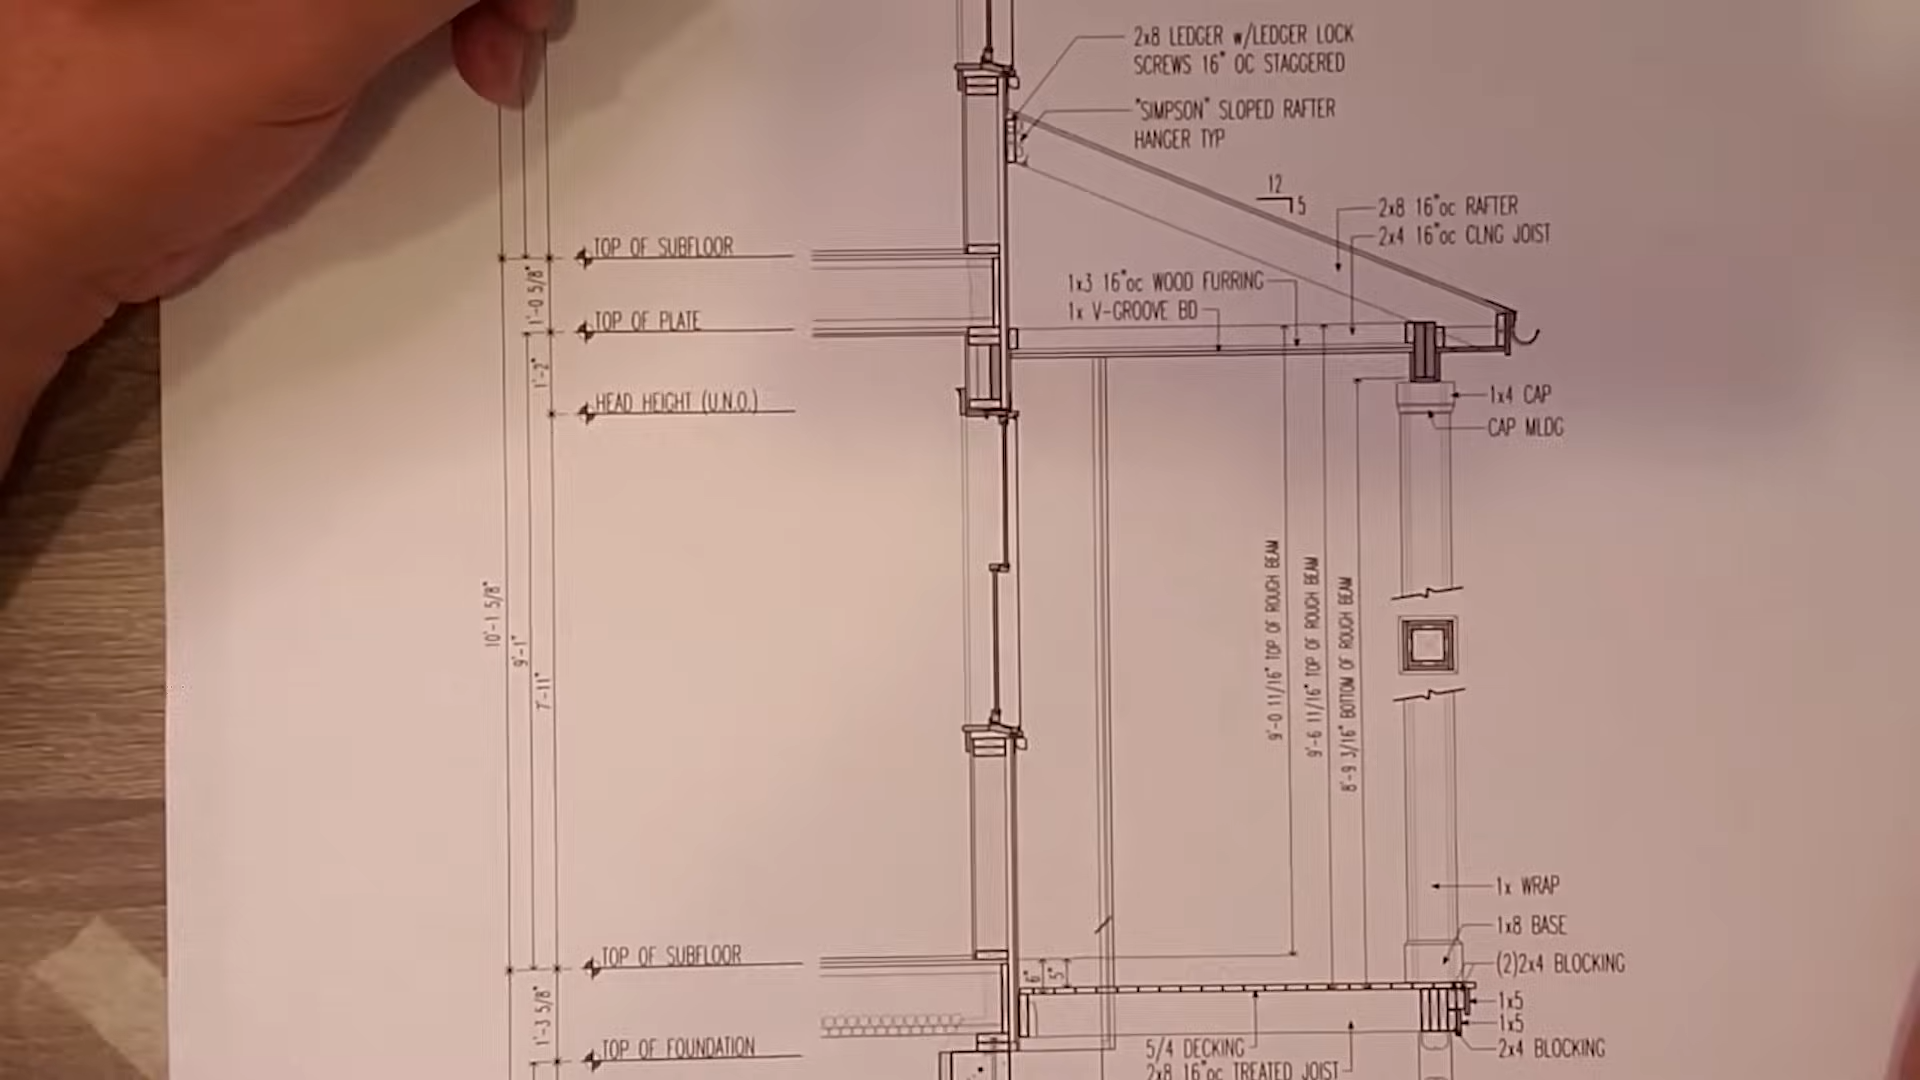 2x8 LEDGER w/LEDGER LOCK
SCREWS 16" OC STAGGERED
"SIMPSON" SLOPED RAFTER
HANGER TYP
12
5
2x8 16"oc RAFTER
2x4 16"oc CLNG JOIST
TOP OF SUBFLOOR
1'-0 5/8"
1x3 16"oc WOOD FURRING
1x V-GROOVE BD
TOP OF PLATE
1'-2"
HEAD HEIGHT (U.N.O.)
1x4 CAP
CAP MLDG
10'-1 5/8"
9'-1"
7'-11"
9'-0 11/16" TOP OF ROUGH BEAM
9'-6 11/16" TOP OF ROUGH BEAM
8'-9 3/16" BOTTOM OF ROUGH BEAM
1x WRAP
1x8 BASE
(2)2x4 BLOCKING
TOP OF SUBFLOOR
6"
5"
1x5
1x5
2x4 BLOCKING
1'-3 5/8"
TOP OF FOUNDATION
5/4 DECKING
2x8 16"oc TREATED JOIST